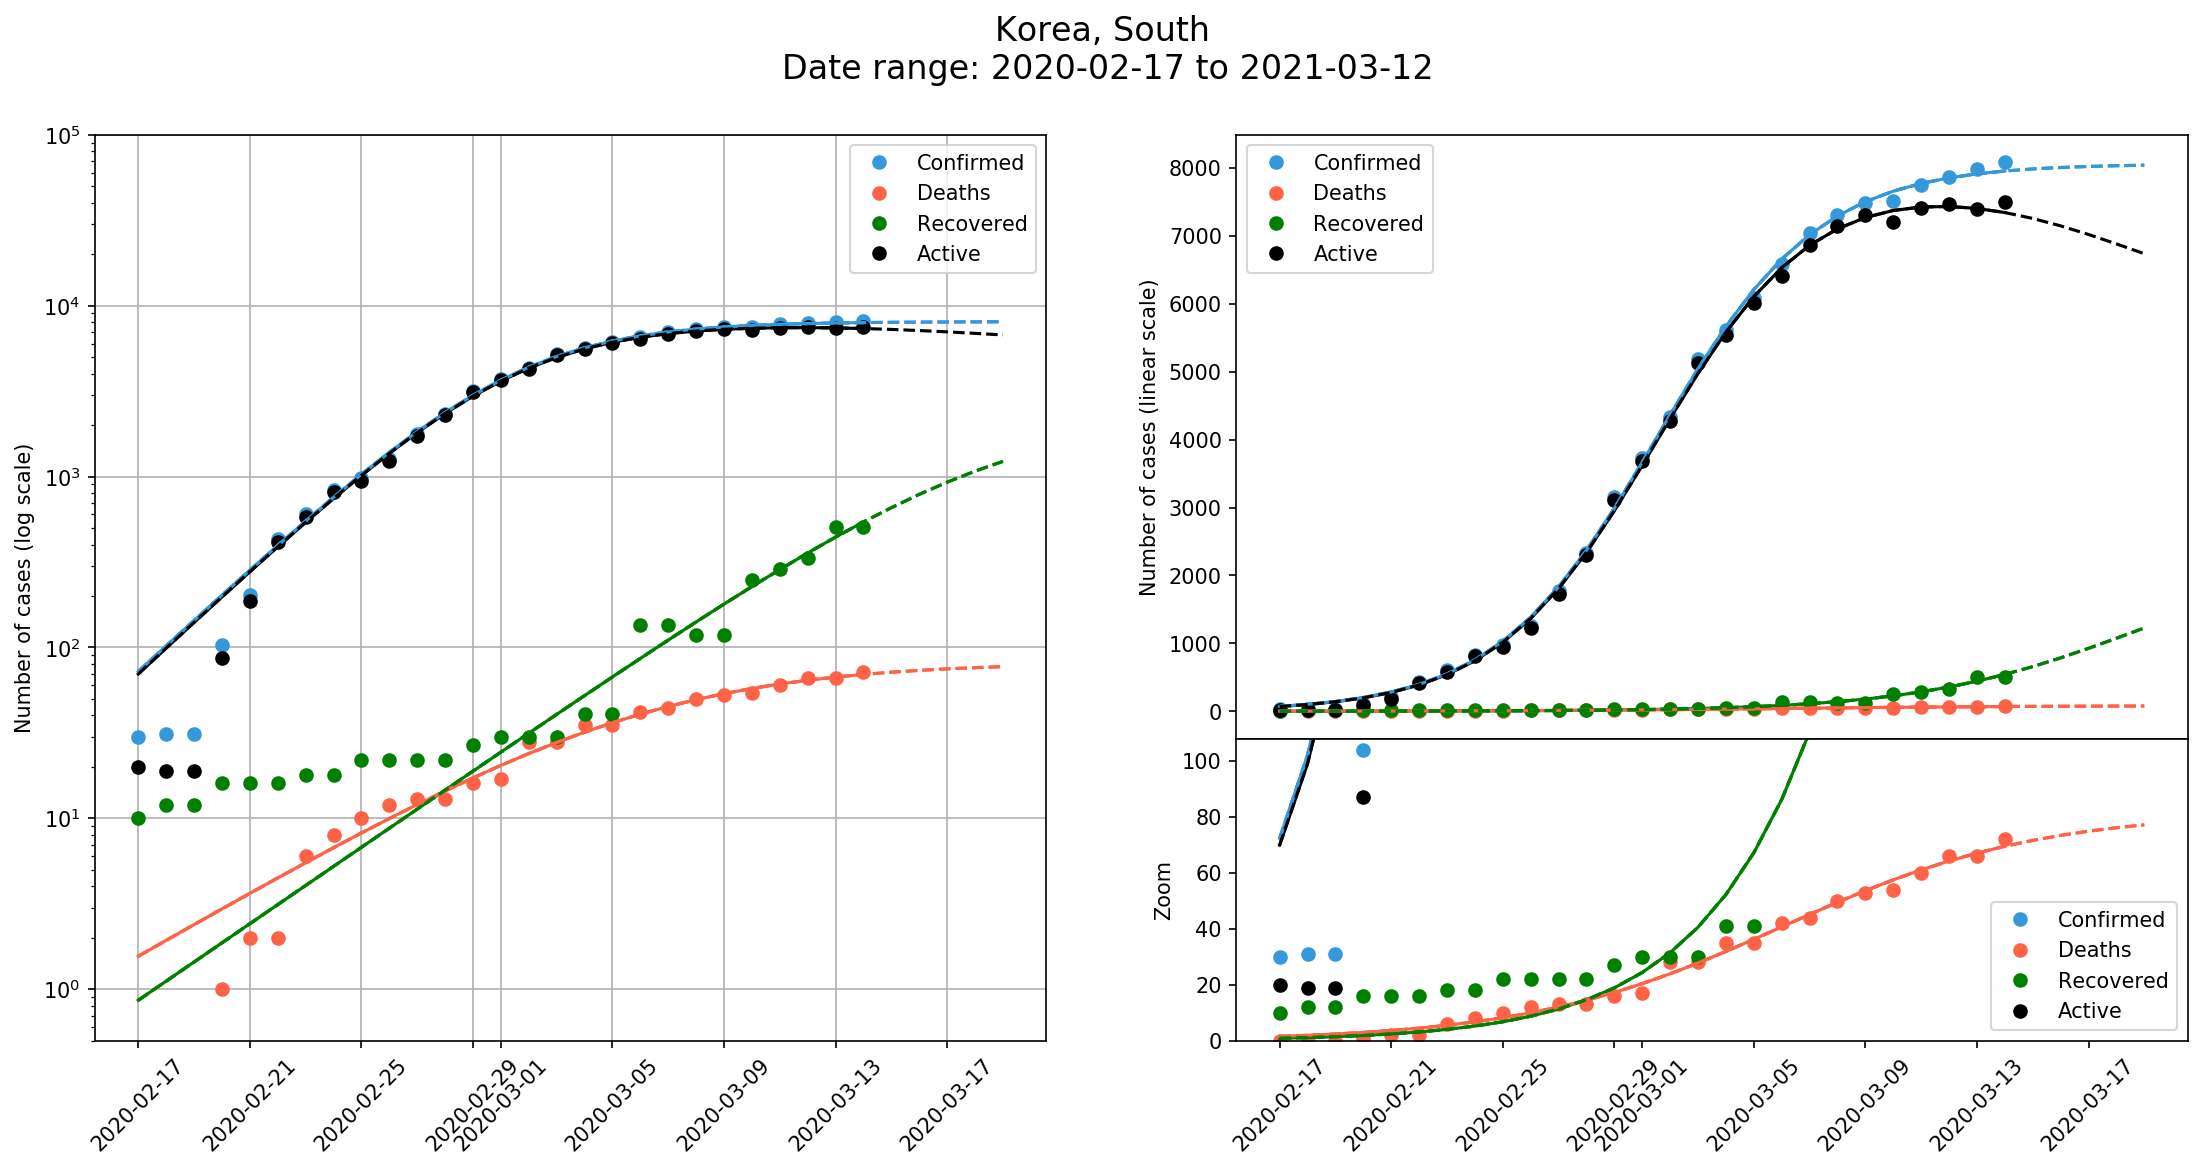 Korea, South
Date range: 2020-02-17 to 2021-03-12
Number of cases (log scale)
10^5
10^4
10^3
10^2
10^1
10^0
Confirmed
Deaths
Recovered
Active
2020-02-17
2020-02-21
2020-02-25
2020-02-29
2020-03-01
2020-03-05
2020-03-09
2020-03-13
2020-03-17
Number of cases (linear scale)
8000
7000
6000
5000
4000
3000
2000
1000
0
Confirmed
Deaths
Recovered
Active
Zoom
100
80
60
40
20
0
Confirmed
Deaths
Recovered
Active
2020-02-17
2020-02-21
2020-02-25
2020-02-29
2020-03-01
2020-03-05
2020-03-09
2020-03-13
2020-03-17